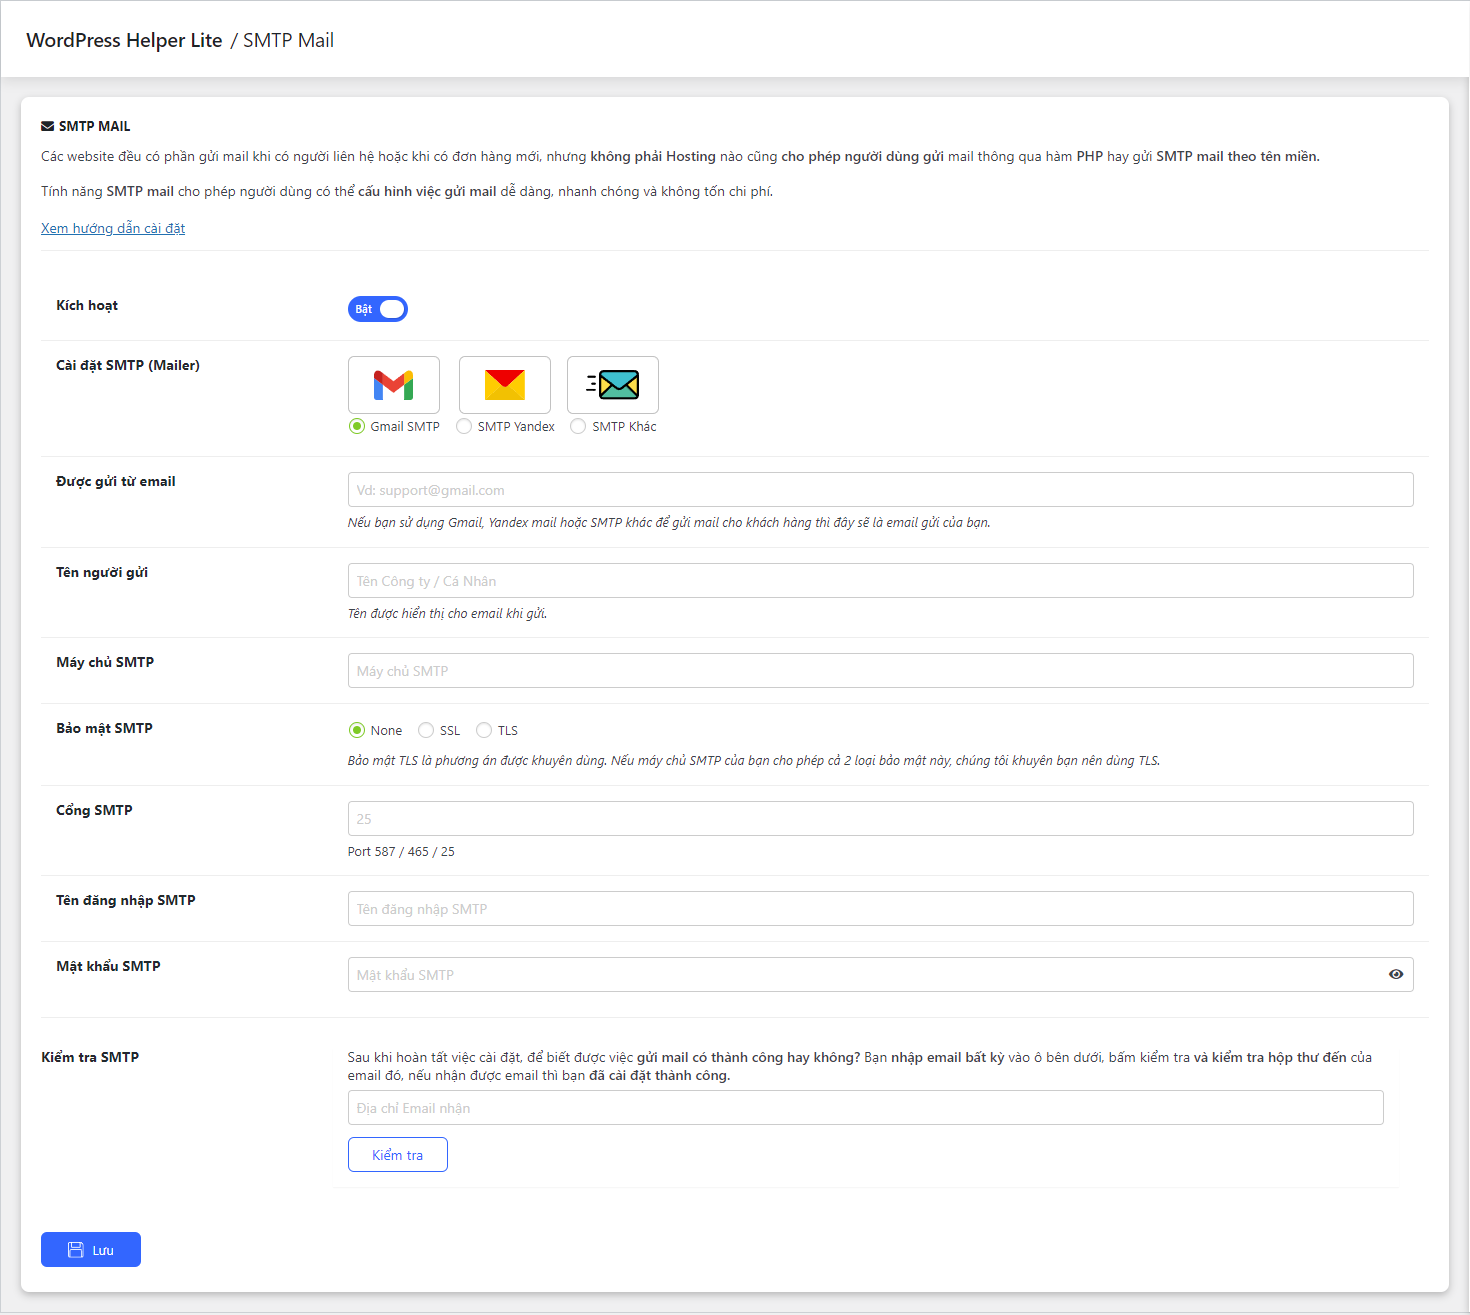 WordPress Helper Lite / SMTP Mail
SMTP MAIL
Các website đều có phần gửi mail khi có người liên hệ hoặc khi có đơn hàng mới, nhưng không phải Hosting nào cũng cho phép người dùng gửi mail thông qua hàm PHP hay gửi SMTP mail theo tên miền.
Tính năng SMTP mail cho phép người dùng có thể cấu hình việc gửi mail dễ dàng, nhanh chóng và không tốn chi phí.
Xem hướng dẫn cài đặt
Kích hoạt
Bật
Cài đặt SMTP (Mailer)
Gmail SMTP SMTP Yandex SMTP Khác
Được gửi từ email
Vd: support@gmail.com
Nếu bạn sử dụng Gmail, Yandex mail hoặc SMTP khác để gửi mail cho khách hàng thì đây sẽ là email gửi của bạn.
Tên người gửi
Tên Công ty / Cá Nhân
Tên được hiển thị cho email khi gửi.
Máy chủ SMTP
Máy chủ SMTP
Bảo mật SMTP
None SSL TLS
Bảo mật TLS là phương án được khuyên dùng. Nếu máy chủ SMTP của bạn cho phép cả 2 loại bảo mật này, chúng tôi khuyên bạn nên dùng TLS.
Cổng SMTP
25
Port 587 / 465 / 25
Tên đăng nhập SMTP
Tên đăng nhập SMTP
Mật khẩu SMTP
Mật khẩu SMTP
Kiểm tra SMTP
Sau khi hoàn tất việc cài đặt, để biết được việc gửi mail có thành công hay không? Bạn nhập email bất kỳ vào ô bên dưới, bấm kiểm tra và kiểm tra hộp thư đến của
email đó, nếu nhận được email thì bạn đã cài đặt thành công.
Địa chỉ Email nhận
Kiểm tra
Lưu